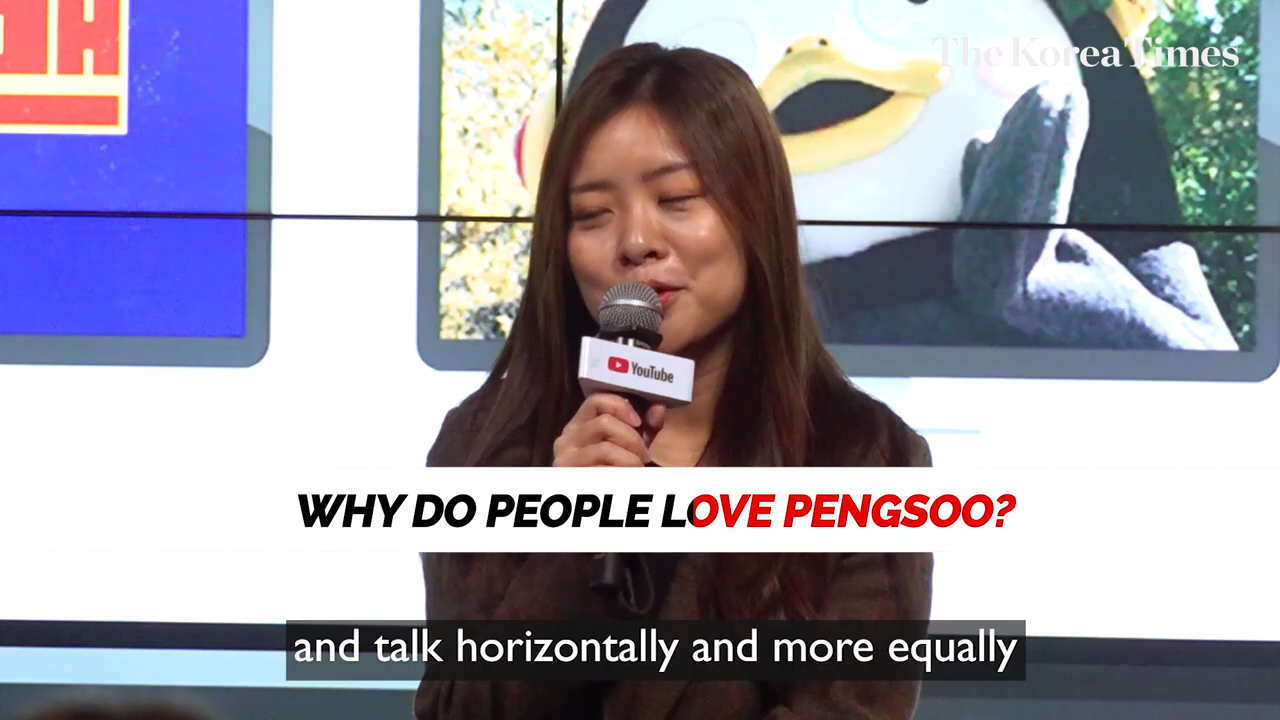 The Korea Times
YouTube
WHY DO PEOPLE LOVE PENGSOO?
and talk horizontally and more equally